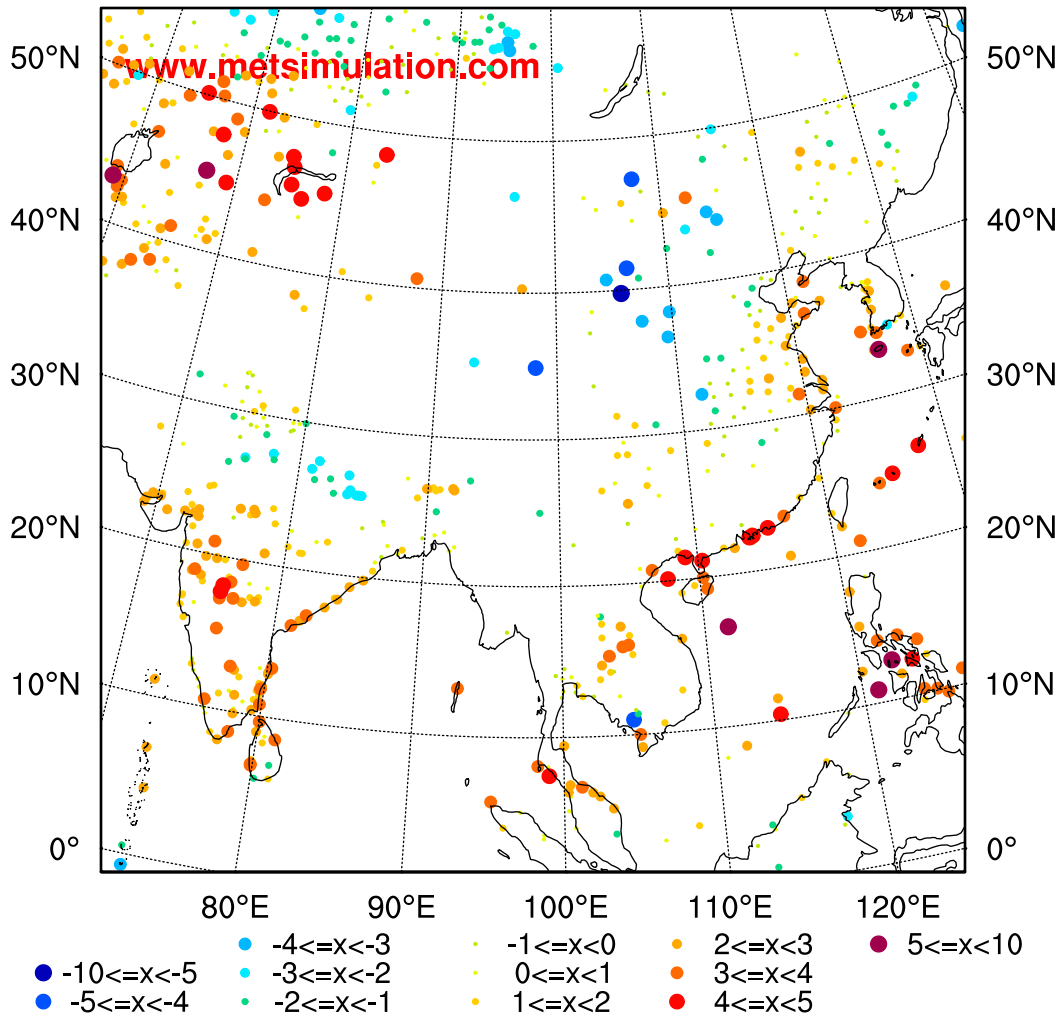 50°N 50°N
www.metsimulation.com
40°N 40°N
30°N 30°N
20°N 20°N
10°N 10°N
0° 0°
80°E 90°E 100°E 110°E 120°E
-4<=x<-3 -1<=x<0 2<=x<3 5<=x<10
-10<=x<-5 -3<=x<-2 0<=x<1 3<=x<4
-5<=x<-4 -2<=x<-1 1<=x<2 4<=x<5